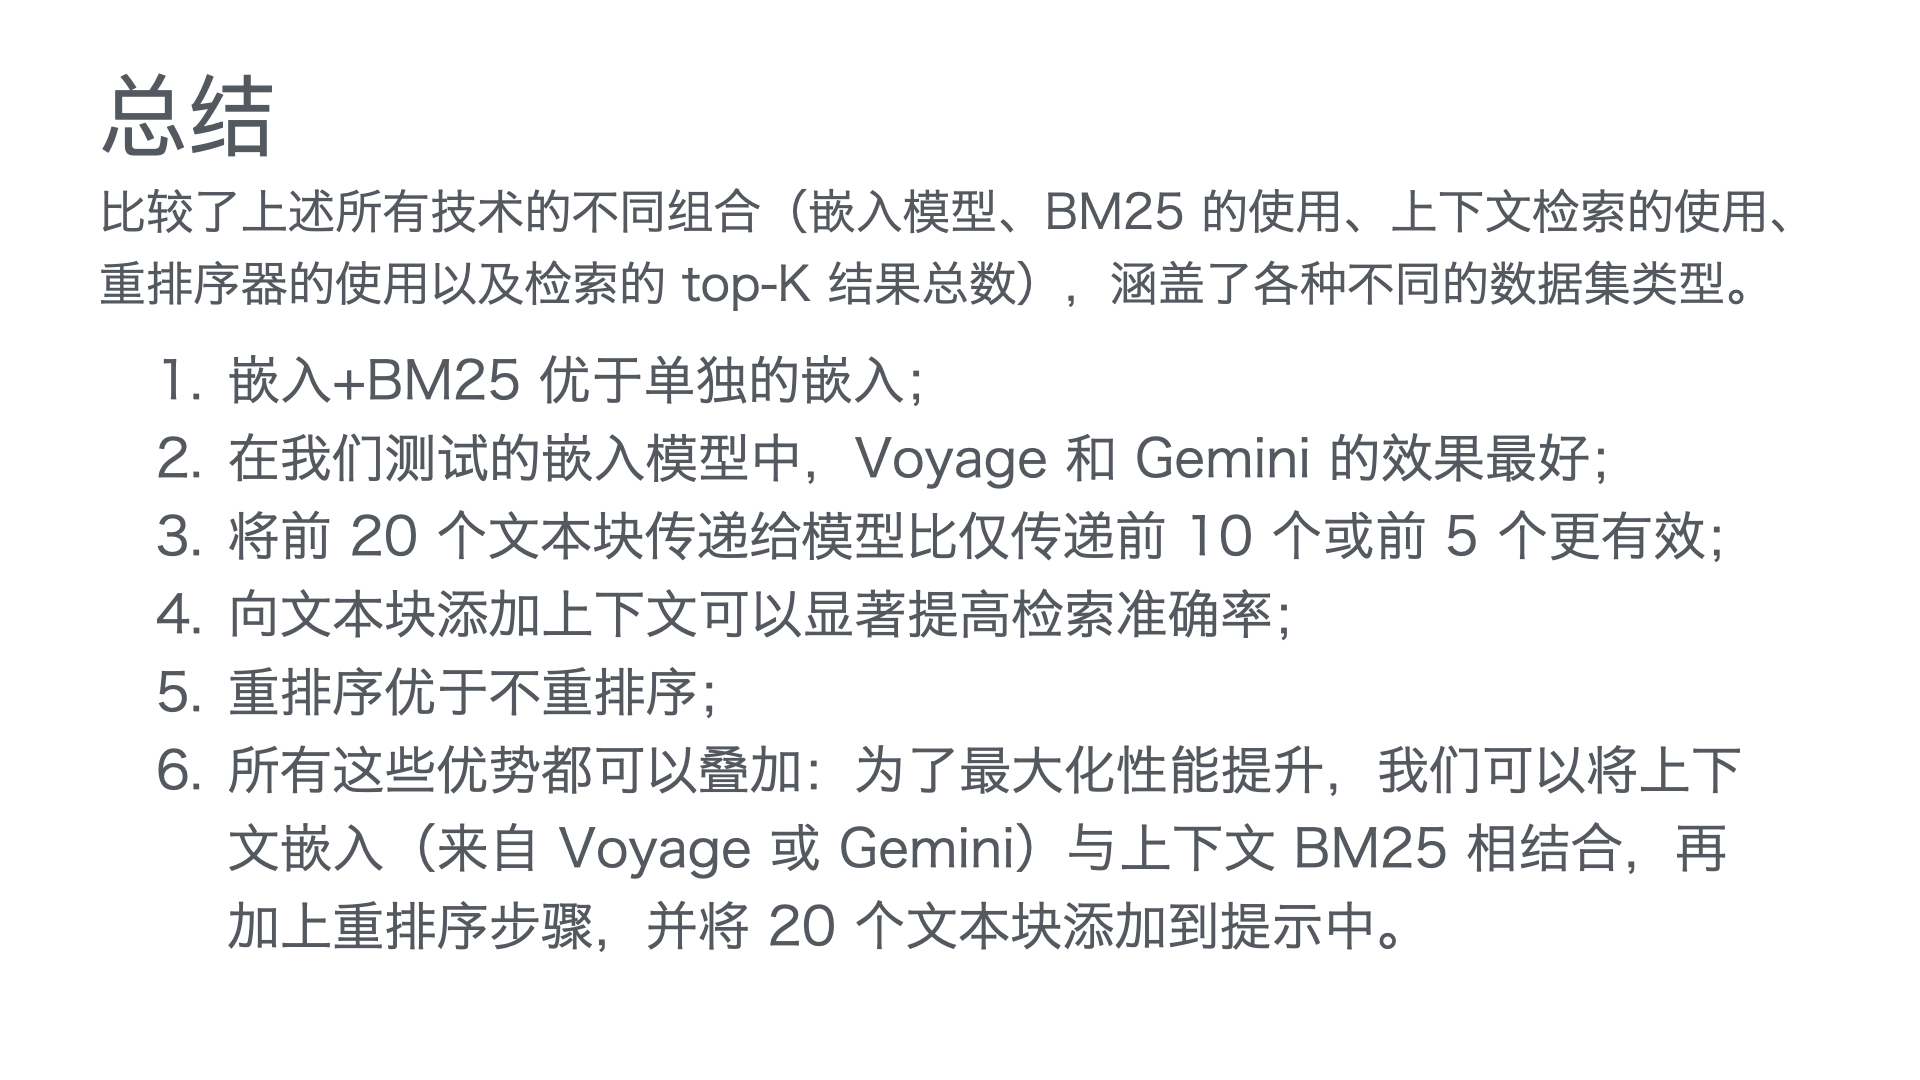 总结
比较了上述所有技术的不同组合（嵌入模型、BM25 的使用、上下文检索的使用、
重排序器的使用以及检索的 top-K 结果总数），涵盖了各种不同的数据集类型。
1. 嵌入+BM25 优于单独的嵌入；
2. 在我们测试的嵌入模型中，Voyage 和 Gemini 的效果最好；
3. 将前 20 个文本块传递给模型比仅传递前 10 个或前 5 个更有效；
4. 向文本块添加上下文可以显著提高检索准确率；
5. 重排序优于不重排序；
6. 所有这些优势都可以叠加：为了最大化性能提升，我们可以将上下
文嵌入（来自 Voyage 或 Gemini）与上下文 BM25 相结合，再
加上重排序步骤，并将 20 个文本块添加到提示中。